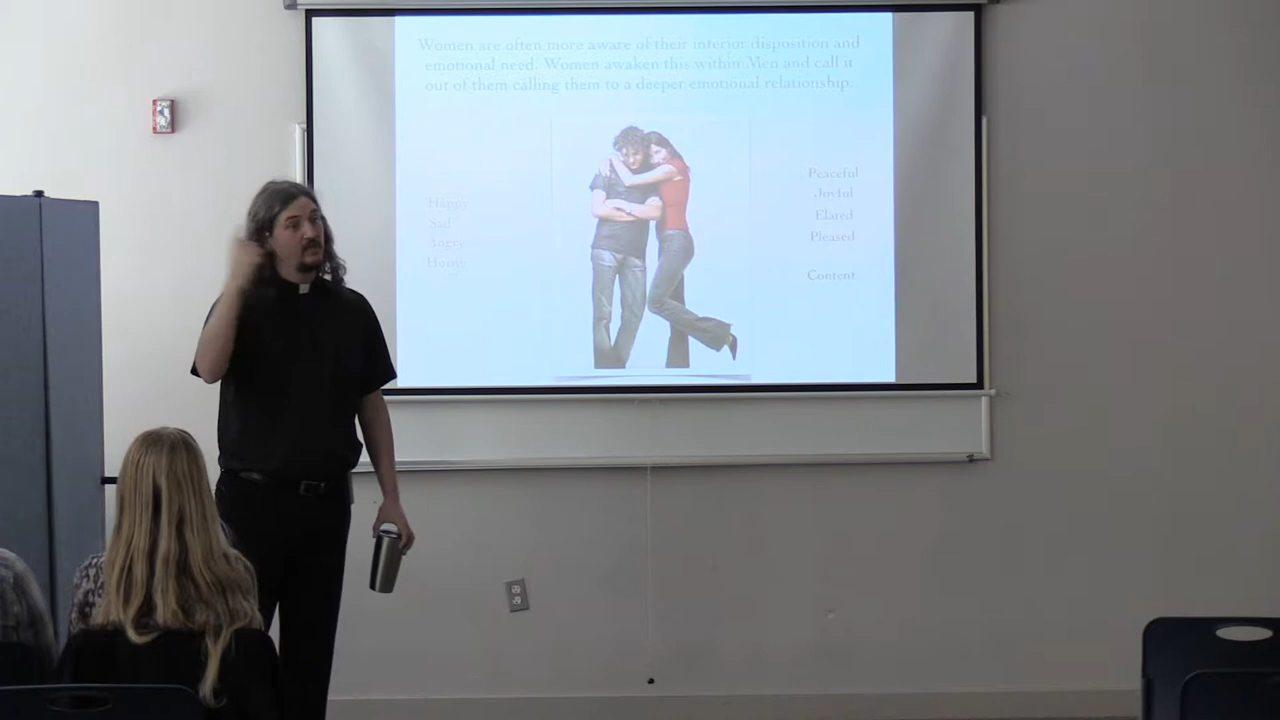 Women are often more aware of their interior disposition and
emotional need. Women awaken this within Men and call it
out of them calling them to a deeper emotional relationship.
Happy
Sad
Angry
Horny
Peaceful
Joyful
Elated
Pleased
Content